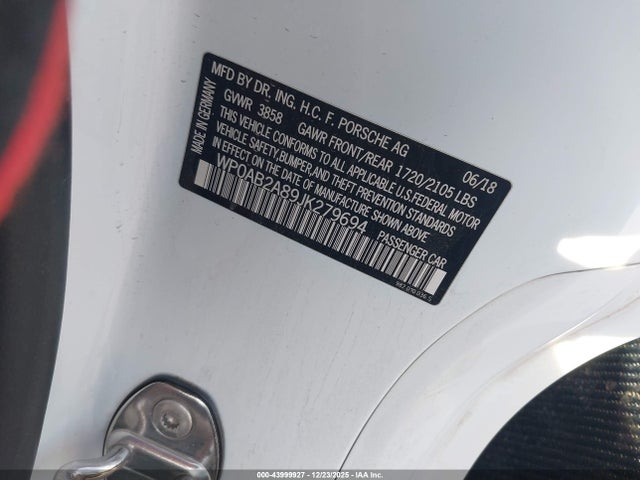 MFD BY DR. ING. H.C. F. PORSCHE AG 06/18
GVWR 3858 GAWR FRONT/REAR 1720/2105 LBS
THIS VEHICLE CONFORMS TO ALL APPLICABLE U.S. FEDERAL MOTOR
VEHICLE SAFETY, BUMPER, AND THEFT PREVENTION STANDARDS
IN EFFECT ON THE DATE OF MANUFACTURE SHOWN ABOVE
WP0AB2A89JK279694 PASSENGER CAR
MADE IN GERMANY
000-43999927 - 12/23/2025 - IAA Inc.